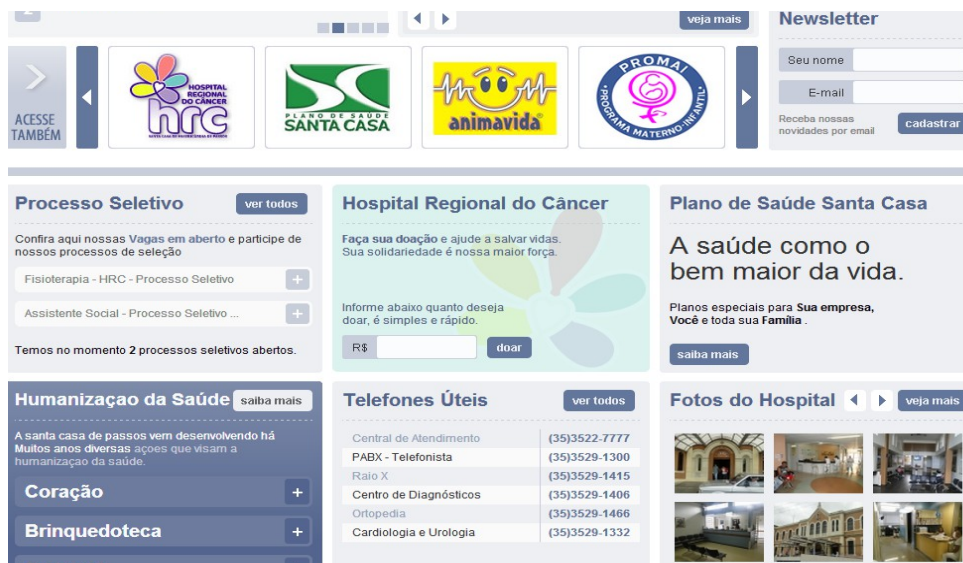 veja mais
Newsletter
Seu nome
E-mail
Receba nossas
novidades por email
cadastrar
ACESSE
TAMBÉM
HOSPITAL
REGIONAL
DO CÂNCER
hrc
PLANO DE SAÚDE
SANTA CASA
animavida
PROMAI
PROGRAMA MATERNO-INFANTIL
Processo Seletivo
ver todos
Confira aqui nossas Vagas em aberto e participe de
nossos processos de seleção
Fisioterapia - HRC - Processo Seletivo
+
Assistente Social - Processo Seletivo ...
+
Temos no momento 2 processos seletivos abertos.
Hospital Regional do Câncer
Faça sua doação e ajude a salvar vidas.
Sua solidariedade é nossa maior força.
Informe abaixo quanto deseja
doar, é simples e rápido.
R$
doar
Plano de Saúde Santa Casa
A saúde como o
bem maior da vida.
Planos especiais para Sua empresa,
Você e toda sua Família .
saiba mais
Humanizaçao da Saúde
saiba mais
A santa casa de passos vem desenvolvendo há
Muitos anos diversas açoes que visam a
humanizaçao da saúde.
Coração
+
Brinquedoteca
+
Telefones Úteis
ver todos
Central de Atendimento (35)3522-7777
PABX - Telefonista (35)3529-1300
Raio X (35)3529-1415
Centro de Diagnósticos (35)3529-1406
Ortopedia (35)3529-1466
Cardiologia e Urologia (35)3529-1332
Fotos do Hospital
veja mais